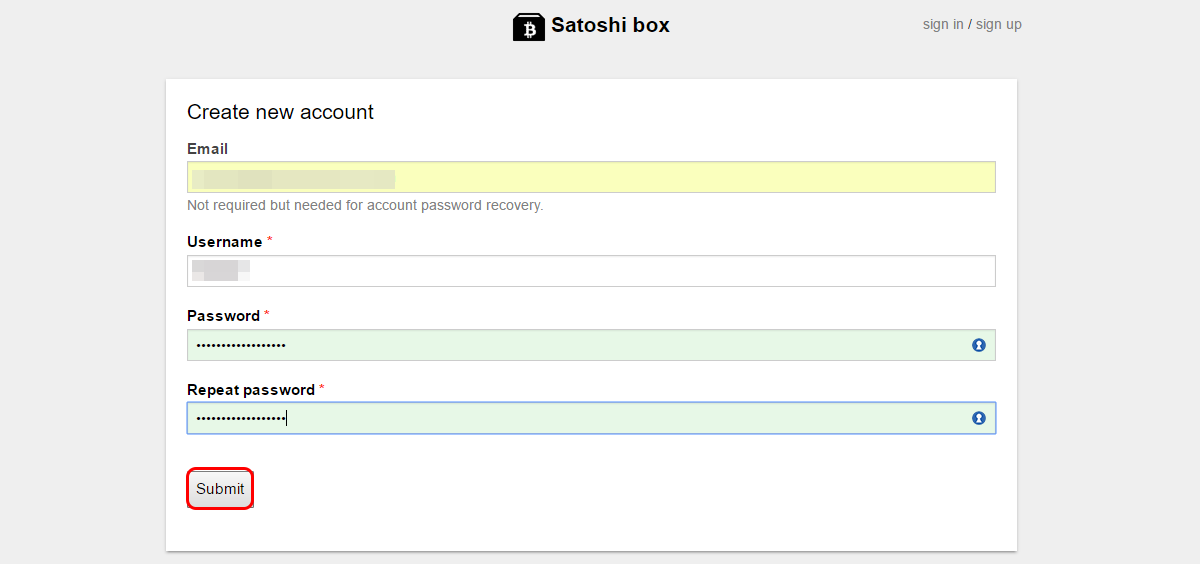 Satoshi box
sign in / sign up
Create new account
Email
Not required but needed for account password recovery.
Username *
Password *
••••••••••••••••••
Repeat password *
••••••••••••••••••
Submit